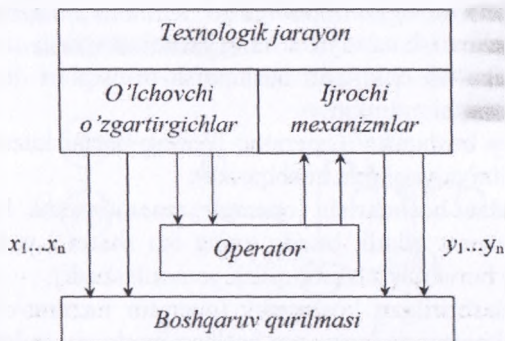 Texnologik jarayon
O'lchovchi
o'zgartirgichlar
Ijrochi
mexanizmlar
x₁...xₙ
Operator
y₁...yₙ
Boshqaruv qurilmasi